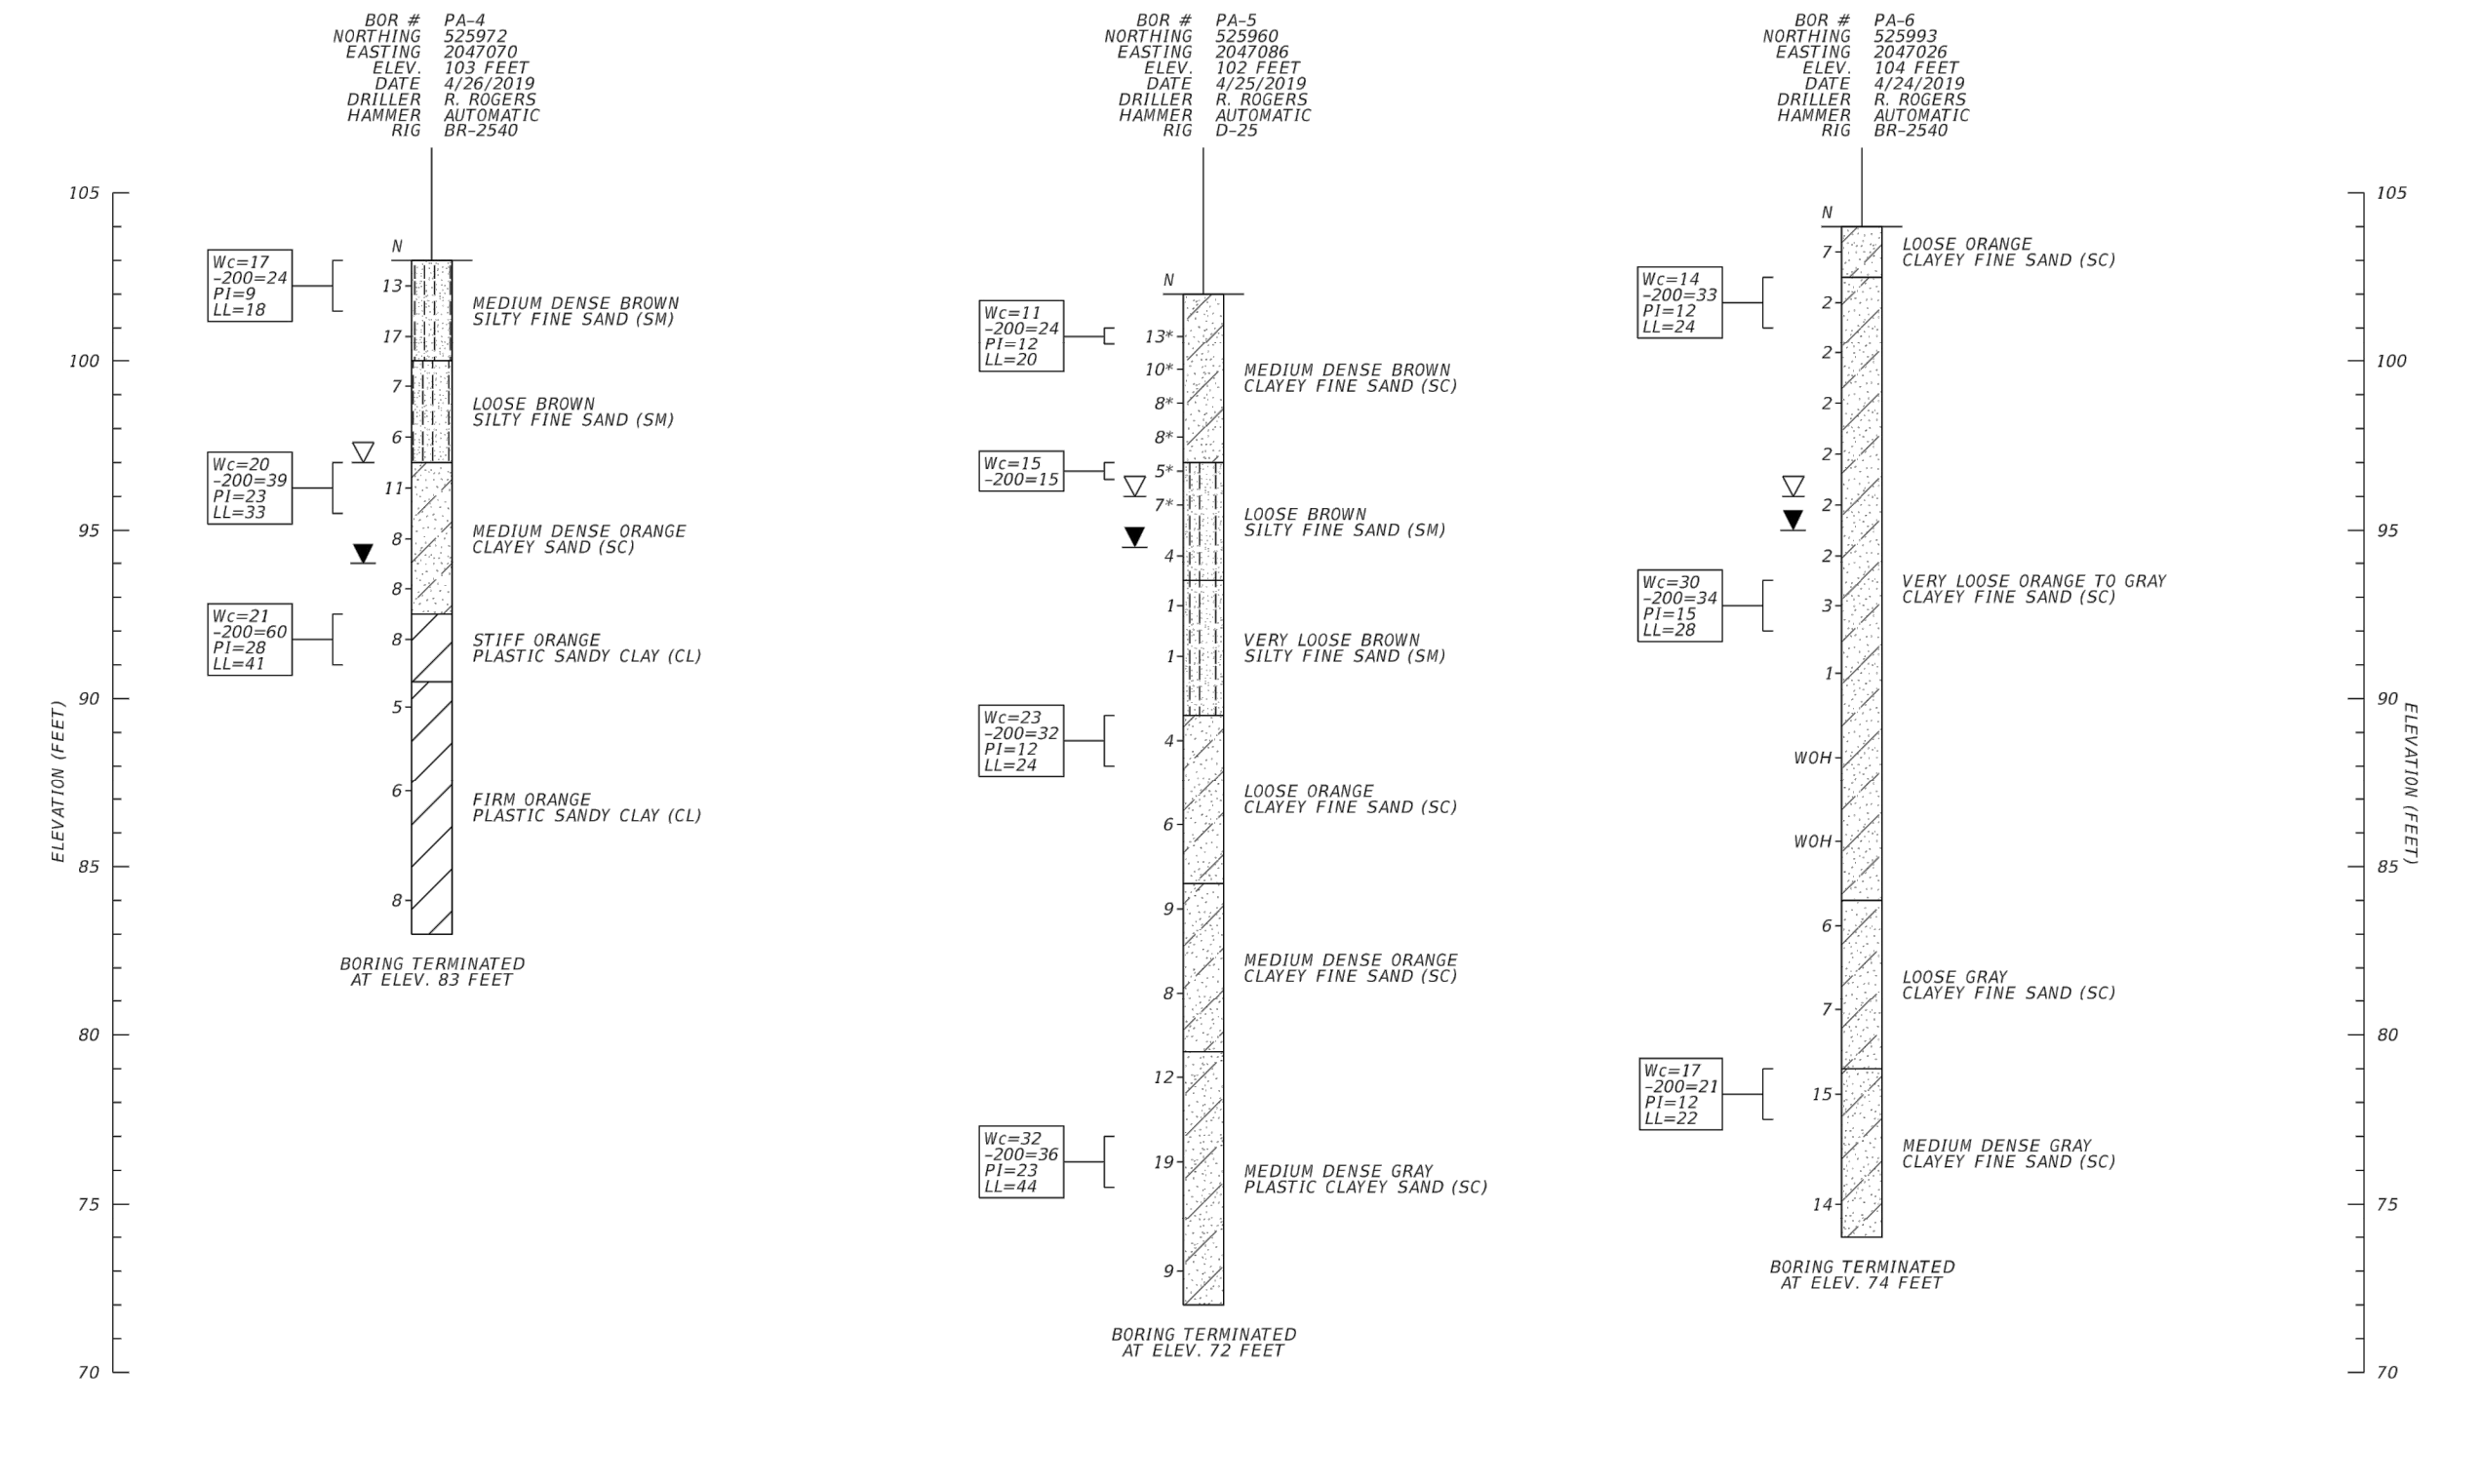 BOR # PA-4
NORTHING 525972
EASTING 2047070
ELEV. 103 FEET
DATE 4/26/2019
DRILLER R. ROGERS
HAMMER AUTOMATIC
RIG BR-2540
BOR # PA-5
NORTHING 525960
EASTING 2047086
ELEV. 102 FEET
DATE 4/25/2019
DRILLER R. ROGERS
HAMMER AUTOMATIC
RIG D-25
BOR # PA-6
NORTHING 525993
EASTING 2047026
ELEV. 104 FEET
DATE 4/24/2019
DRILLER R. ROGERS
HAMMER AUTOMATIC
RIG BR-2540
ELEVATION (FEET)
105
100
95
90
85
80
75
70
Wc=17
-200=24
PI=9
LL=18
Wc=20
-200=39
PI=23
LL=33
Wc=21
-200=60
PI=28
LL=41
N
13
17
7
6
11
8
8
8
5
6
8
MEDIUM DENSE BROWN
SILTY FINE SAND (SM)
LOOSE BROWN
SILTY FINE SAND (SM)
MEDIUM DENSE ORANGE
CLAYEY SAND (SC)
STIFF ORANGE
PLASTIC SANDY CLAY (CL)
FIRM ORANGE
PLASTIC SANDY CLAY (CL)
BORING TERMINATED
AT ELEV. 83 FEET
Wc=11
-200=24
PI=12
LL=20
Wc=15
-200=15
Wc=23
-200=32
PI=12
LL=24
Wc=32
-200=36
PI=23
LL=44
N
13*
10*
8*
8*
5*
7*
4
1
1
4
6
9
8
12
19
9
MEDIUM DENSE BROWN
CLAYEY FINE SAND (SC)
LOOSE BROWN
SILTY FINE SAND (SM)
VERY LOOSE BROWN
SILTY FINE SAND (SM)
LOOSE ORANGE
CLAYEY FINE SAND (SC)
MEDIUM DENSE ORANGE
CLAYEY FINE SAND (SC)
MEDIUM DENSE GRAY
PLASTIC CLAYEY SAND (SC)
BORING TERMINATED
AT ELEV. 72 FEET
Wc=14
-200=33
PI=12
LL=24
Wc=30
-200=34
PI=15
LL=28
Wc=17
-200=21
PI=12
LL=22
N
7
2
2
2
2
2
2
3
1
WOH
WOH
6
7
15
14
LOOSE ORANGE
CLAYEY FINE SAND (SC)
VERY LOOSE ORANGE TO GRAY
CLAYEY FINE SAND (SC)
LOOSE GRAY
CLAYEY FINE SAND (SC)
MEDIUM DENSE GRAY
CLAYEY FINE SAND (SC)
BORING TERMINATED
AT ELEV. 74 FEET
105
100
95
90
85
80
75
70
ELEVATION (FEET)